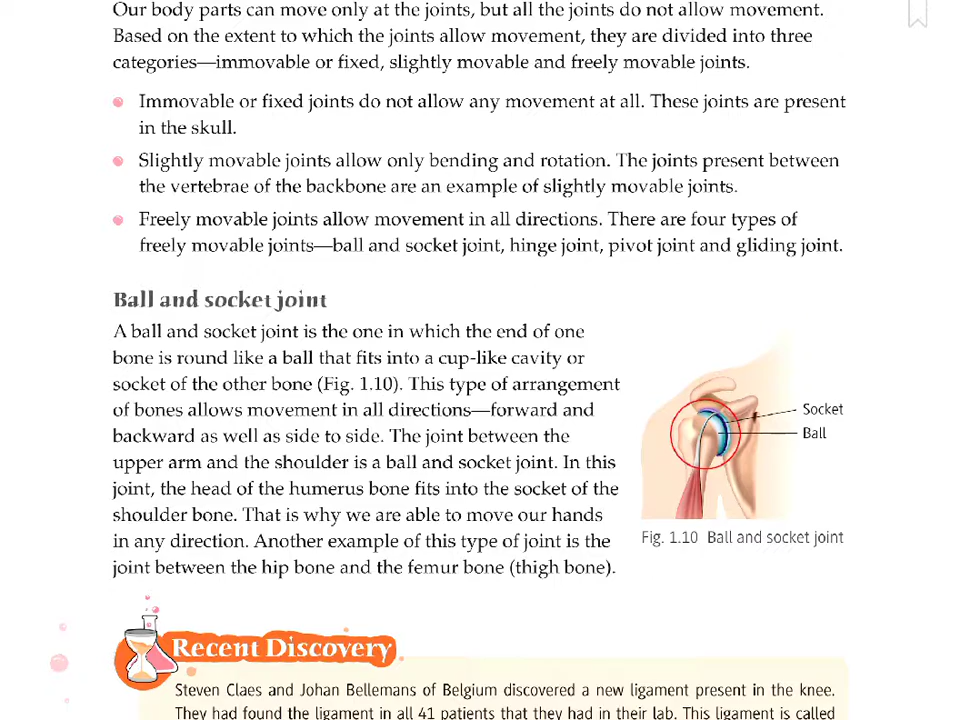 Our body parts can move only at the joints, but all the joints do not allow movement.
Based on the extent to which the joints allow movement, they are divided into three
categories—immovable or fixed, slightly movable and freely movable joints.
Immovable or fixed joints do not allow any movement at all. These joints are present
in the skull.
Slightly movable joints allow only bending and rotation. The joints present between
the vertebrae of the backbone are an example of slightly movable joints.
Freely movable joints allow movement in all directions. There are four types of
freely movable joints—ball and socket joint, hinge joint, pivot joint and gliding joint.
Ball and socket joint
A ball and socket joint is the one in which the end of one
bone is round like a ball that fits into a cup-like cavity or
socket of the other bone (Fig. 1.10). This type of arrangement
of bones allows movement in all directions—forward and
backward as well as side to side. The joint between the
upper arm and the shoulder is a ball and socket joint. In this
joint, the head of the humerus bone fits into the socket of the
shoulder bone. That is why we are able to move our hands
in any direction. Another example of this type of joint is the
joint between the hip bone and the femur bone (thigh bone).
Socket
Ball
Fig. 1.10 Ball and socket joint
Recent Discovery
Steven Claes and Johan Bellemans of Belgium discovered a new ligament present in the knee.
They had found the ligament in all 41 patients that they had in their lab. This ligament is called